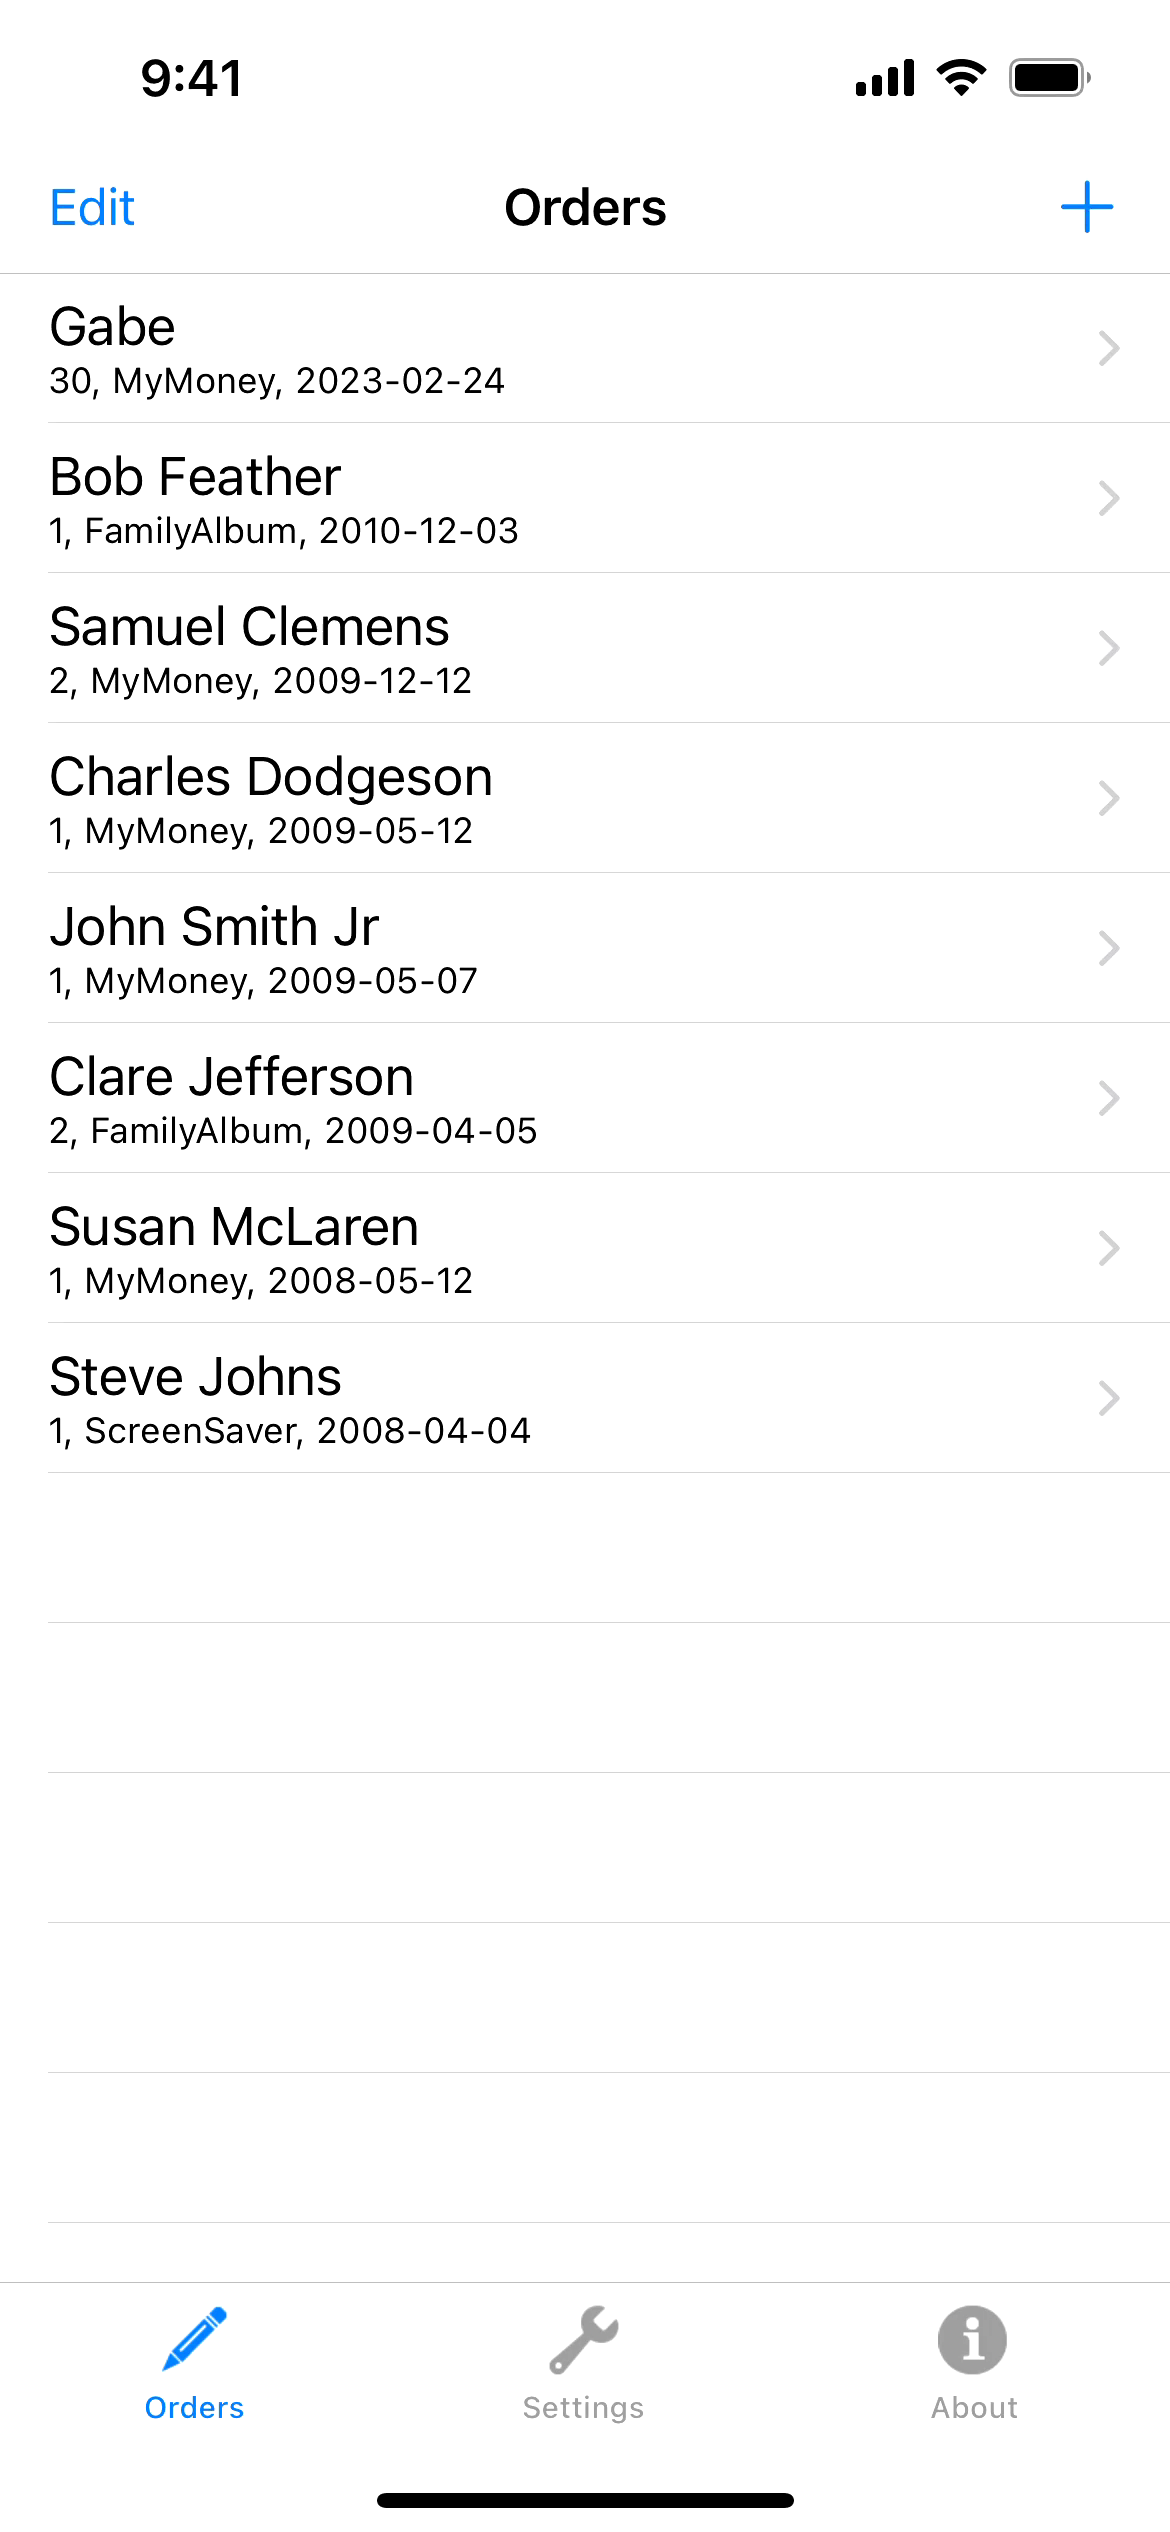 9:41
Edit Orders +
Gabe
30, MyMoney, 2023-02-24
Bob Feather
1, FamilyAlbum, 2010-12-03
Samuel Clemens
2, MyMoney, 2009-12-12
Charles Dodgeson
1, MyMoney, 2009-05-12
John Smith Jr
1, MyMoney, 2009-05-07
Clare Jefferson
2, FamilyAlbum, 2009-04-05
Susan McLaren
1, MyMoney, 2008-05-12
Steve Johns
1, ScreenSaver, 2008-04-04
Orders Settings About